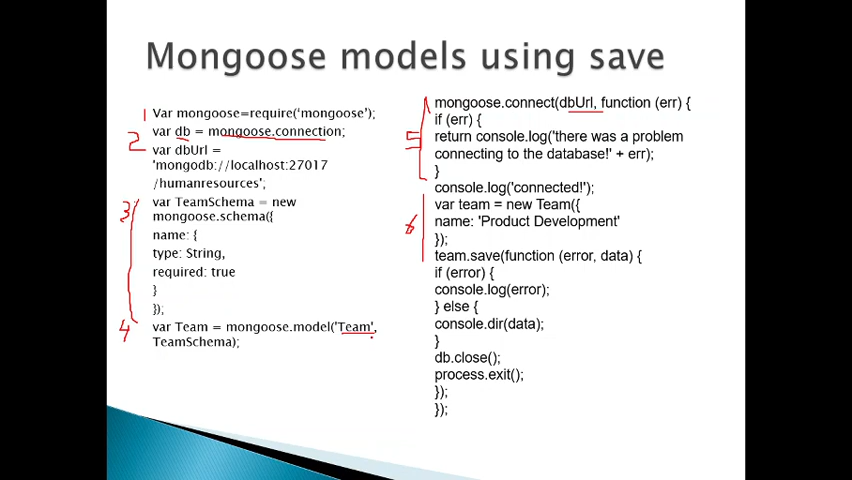 Mongoose models using save
1 Var mongoose=require(‘mongoose’);
2 var db = mongoose.connection;
var dbUrl =
'mongodb://localhost:27017
/humanresources';
3 var TeamSchema = new
mongoose.schema({
name: {
type: String,
required: true
}
});
4 var Team = mongoose.model('Team',
TeamSchema);
5 mongoose.connect(dbUrl, function (err) {
if (err) {
return console.log('there was a problem
connecting to the database!' + err);
}
console.log('connected!');
6 var team = new Team({
name: 'Product Development'
});
team.save(function (error, data) {
if (error) {
console.log(error);
} else {
console.dir(data);
}
db.close();
process.exit();
});
});